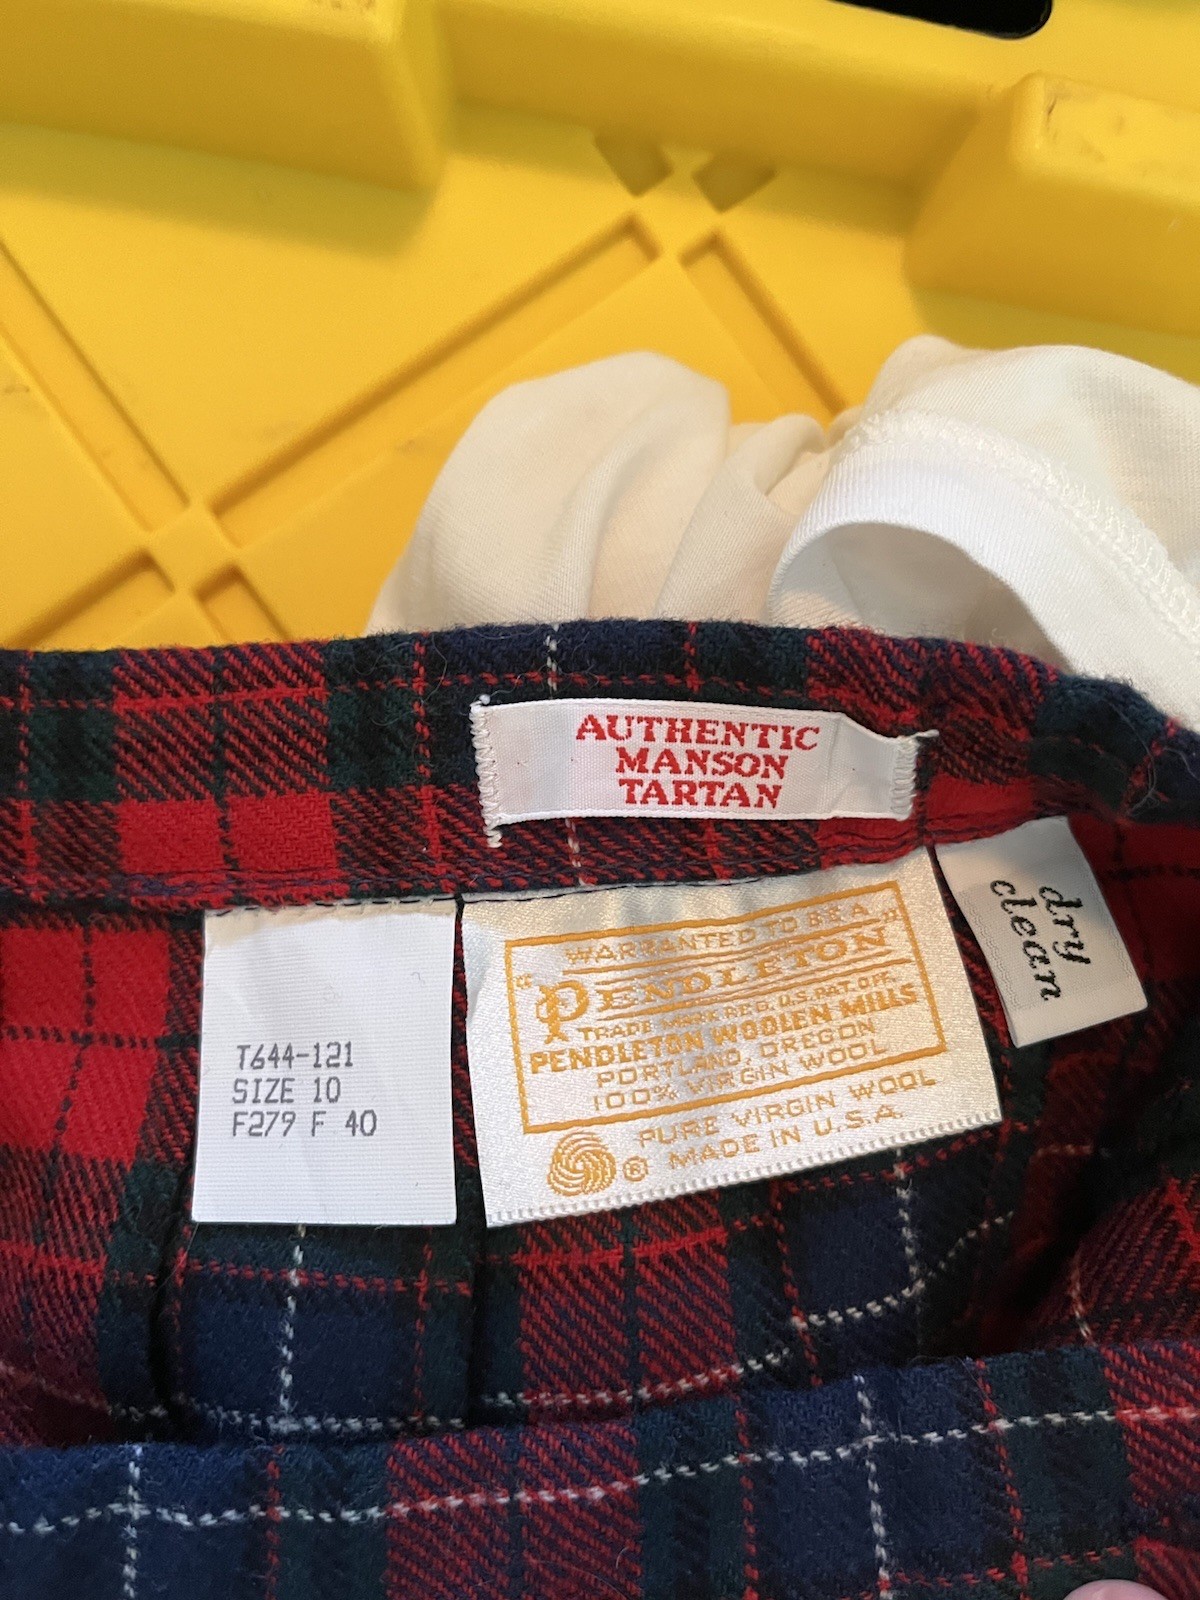 AUTHENTIC
MANSON
TARTAN
T644-121
SIZE 10
F279 F 40
WARRANTED TO BE A
"PENDLETON"
TRADE MARK REG. U.S. PAT. OFF.
PENDLETON WOOLEN MILLS
PORTLAND, OREGON
100% VIRGIN WOOL
PURE VIRGIN WOOL
® MADE IN U.S.A.
dry
clean